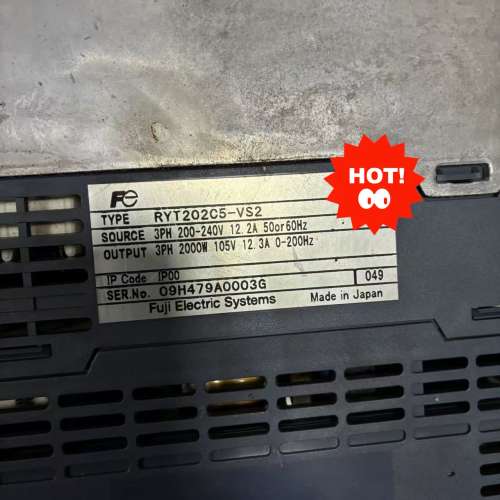 HOT!
Fe
TYPE RYT202C5-VS2
SOURCE 3PH 200-240V 12.2A 50or60Hz
OUTPUT 3PH 2000W 105V 12.3A 0-200Hz
IP Code IP00 049
SER.No. 09H479A0003G
Fuji Electric Systems Made in Japan